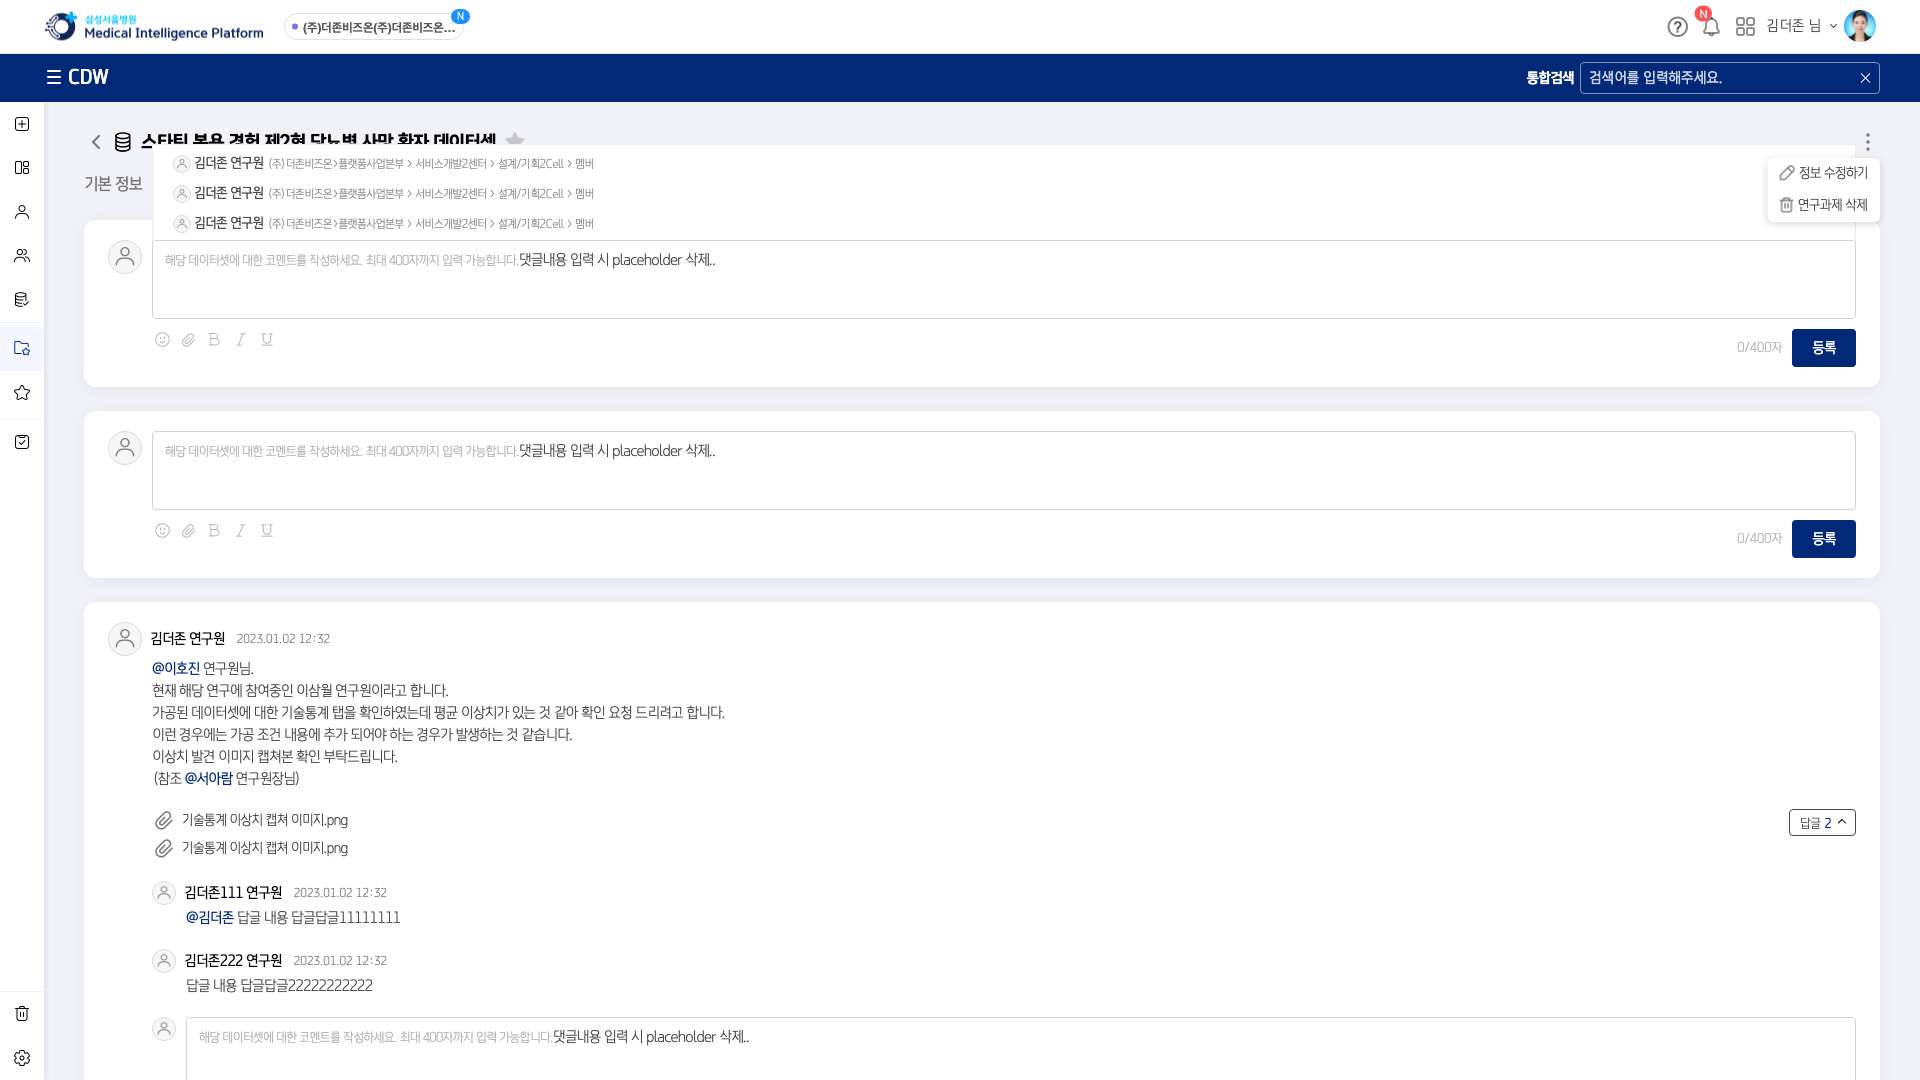 삼성서울병원
Medical Intelligence Platform
(주)더존비즈온(주)더존비즈온...
N
N
김더존 님
CDW
통합검색
검색어를 입력해주세요.
스타틴 복용 경험 제2형 당뇨병 사망 환자 데이터셋
기본 정보
김더존 연구원 (주) 더존비즈온>플랫폼사업본부 > 서비스개발2센터 > 설계/기획2Cell > 멤버
김더존 연구원 (주) 더존비즈온>플랫폼사업본부 > 서비스개발2센터 > 설계/기획2Cell > 멤버
김더존 연구원 (주) 더존비즈온>플랫폼사업본부 > 서비스개발2센터 > 설계/기획2Cell > 멤버
정보 수정하기
연구과제 삭제
해당 데이터셋에 대한 코멘트를 작성하세요. 최대 400자까지 입력 가능합니다.댓글내용 입력 시 placeholder 삭제..
B I U
0/400자
등록
해당 데이터셋에 대한 코멘트를 작성하세요. 최대 400자까지 입력 가능합니다.댓글내용 입력 시 placeholder 삭제..
B I U
0/400자
등록
김더존 연구원 2023.01.02 12:32
@이호진 연구원님,
현재 해당 연구에 참여중인 이삼월 연구원이라고 합니다.
가공된 데이터셋에 대한 기술통계 탭을 확인하였는데 평균 이상치가 있는 것 같아 확인 요청 드리려고 합니다.
이런 경우에는 가공 조건 내용에 추가 되어야 하는 경우가 발생하는 것 같습니다.
이상치 발견 이미지 캡쳐본 확인 부탁드립니다.
(참조 @서아람 연구원장님)
기술통계 이상치 캡쳐 이미지.png
기술통계 이상치 캡쳐 이미지.png
답글 2
김더존111 연구원 2023.01.02 12:32
@김더존 답글 내용 답글답글11111111
김더존222 연구원 2023.01.02 12:32
답글 내용 답글답글22222222222
해당 데이터셋에 대한 코멘트를 작성하세요. 최대 400자까지 입력 가능합니다.댓글내용 입력 시 placeholder 삭제..